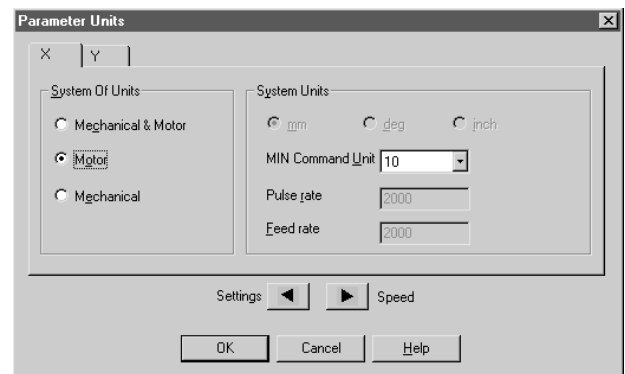 Parameter Units
X Y
System Of Units
Mechanical & Motor
Motor
Mechanical
System Units
mm deg inch
MIN Command Unit 10
Pulse rate 2000
Feed rate 2000
Settings Speed
OK Cancel Help